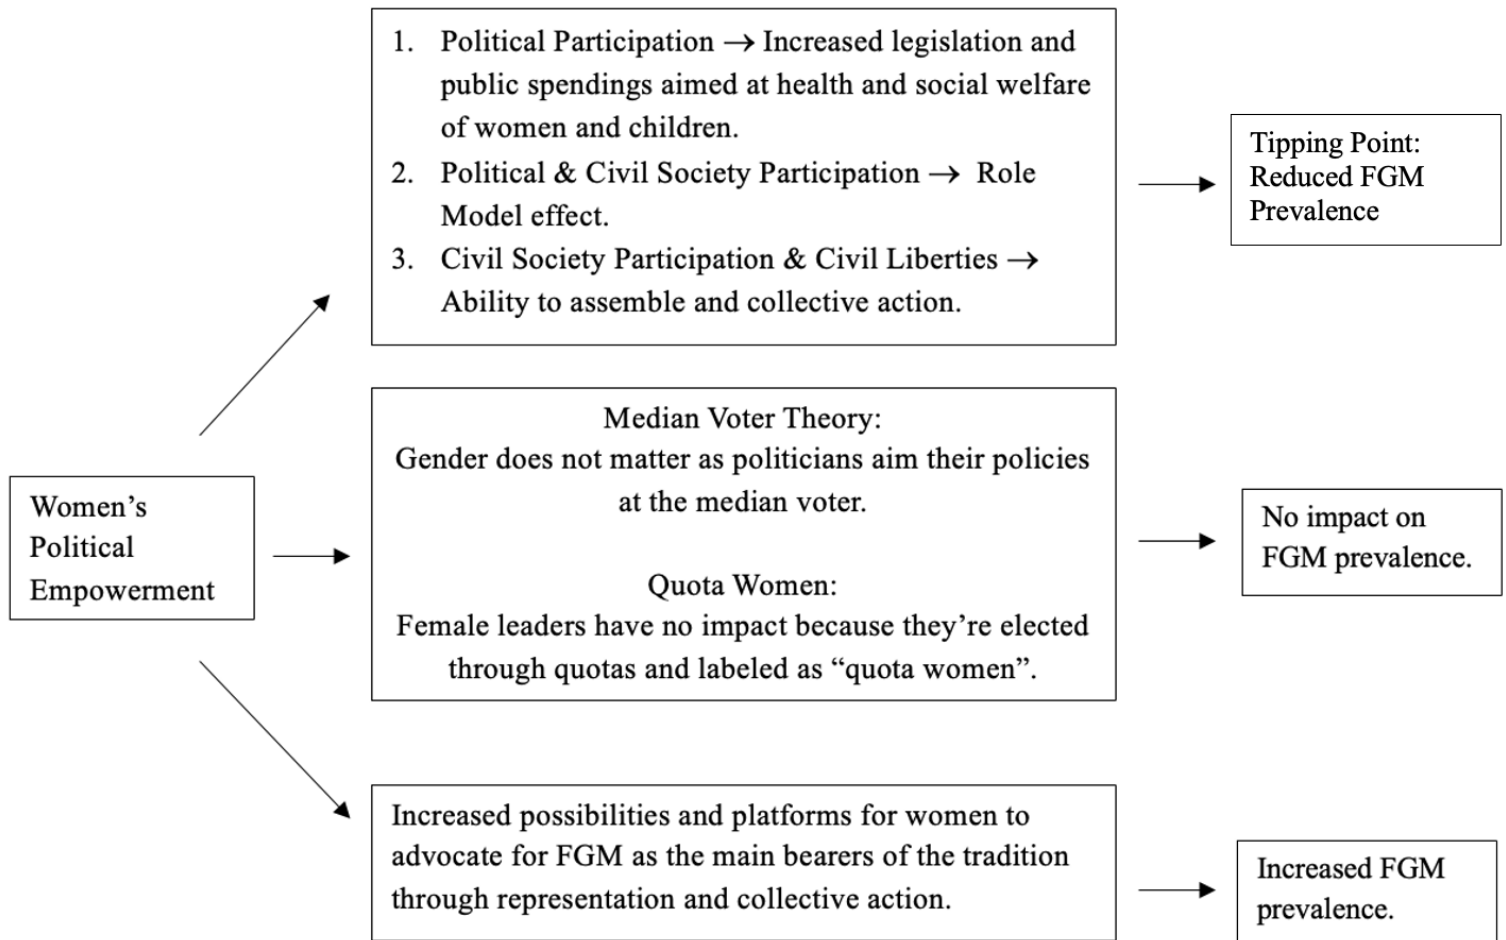 1. Political Participation → Increased legislation and
public spendings aimed at health and social welfare
of women and children.
2. Political & Civil Society Participation → Role
Model effect.
3. Civil Society Participation & Civil Liberties →
Ability to assemble and collective action.
Tipping Point:
Reduced FGM
Prevalence
Women’s
Political
Empowerment
Median Voter Theory:
Gender does not matter as politicians aim their policies
at the median voter.
Quota Women:
Female leaders have no impact because they’re elected
through quotas and labeled as “quota women”.
No impact on
FGM prevalence.
Increased possibilities and platforms for women to
advocate for FGM as the main bearers of the tradition
through representation and collective action.
Increased FGM
prevalence.